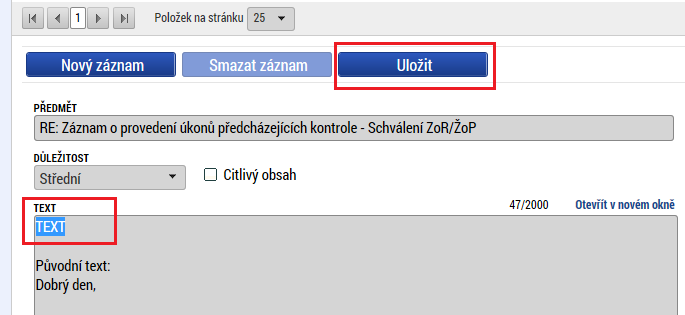 1 Položek na stránku 25
Nový záznam Smazat záznam Uložit
PŘEDMĚT
RE: Záznam o provedení úkonů předcházejících kontrole - Schválení ZoR/ŽoP
DŮLEŽITOST
Střední Citlivý obsah
TEXT 47/2000 Otevřít v novém okně
TEXT
Původní text:
Dobrý den,